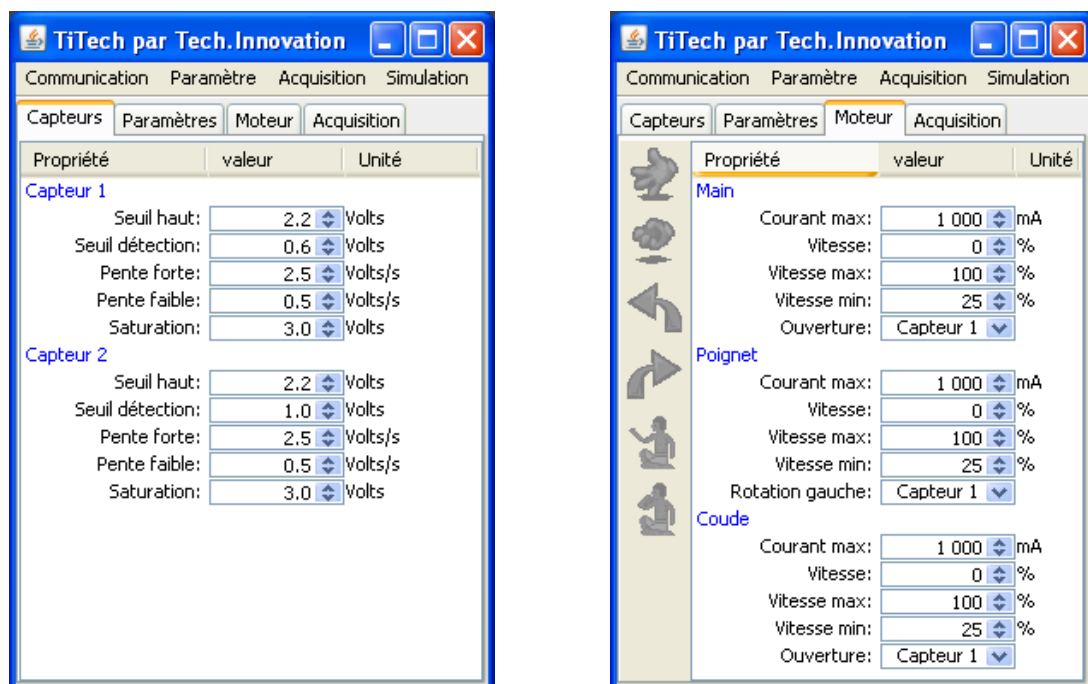 TiTech par Tech.Innovation
Communication Paramètre Acquisition Simulation
Capteurs Paramètres Moteur Acquisition
Propriété valeur Unité
Capteur 1
Seuil haut: 2.2 Volts
Seuil détection: 0.6 Volts
Pente forte: 2.5 Volts/s
Pente faible: 0.5 Volts/s
Saturation: 3.0 Volts
Capteur 2
Seuil haut: 2.2 Volts
Seuil détection: 1.0 Volts
Pente forte: 2.5 Volts/s
Pente faible: 0.5 Volts/s
Saturation: 3.0 Volts
TiTech par Tech.Innovation
Communication Paramètre Acquisition Simulation
Capteurs Paramètres Moteur Acquisition
Propriété valeur Unité
Main
Courant max: 1 000 mA
Vitesse: 0 %
Vitesse max: 100 %
Vitesse min: 25 %
Ouverture: Capteur 1
Poignet
Courant max: 1 000 mA
Vitesse: 0 %
Vitesse max: 100 %
Vitesse min: 25 %
Rotation gauche: Capteur 1
Coude
Courant max: 1 000 mA
Vitesse: 0 %
Vitesse max: 100 %
Vitesse min: 25 %
Ouverture: Capteur 1